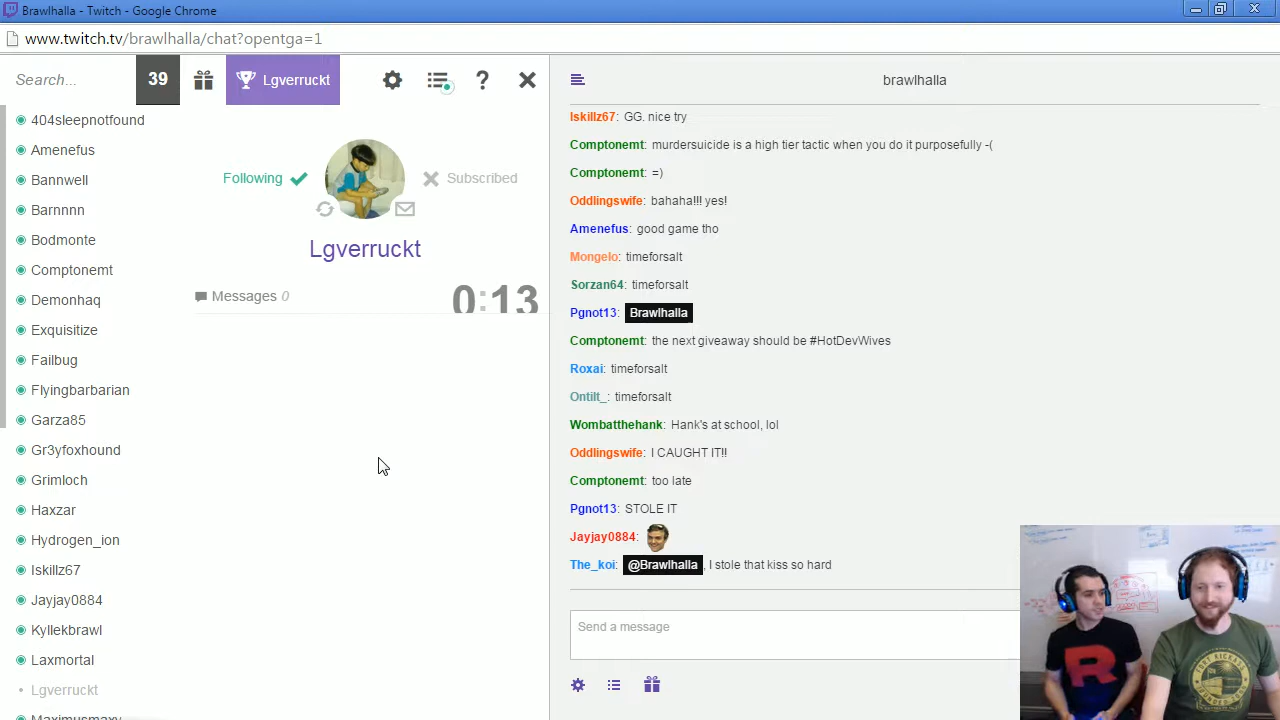 Brawlhalla - Twitch - Google Chrome
www.twitch.tv/brawlhalla/chat?opentga=1
Search...
39
Lgverruckt
?
404sleepnotfound
Amenefus
Bannwell
Barnnnn
Bodmonte
Comptonemt
Demonhaq
Exquisitize
Failbug
Flyingbarbarian
Garza85
Gr3yfoxhound
Grimloch
Haxzar
Hydrogen_ion
Iskillz67
Jayjay0884
Kyllekbrawl
Laxmortal
Lgverruckt
Maximusmaxy
Following
Subscribed
Lgverruckt
Messages 0
0:13
brawlhalla
Iskillz67: GG. nice try
Comptonemt: murdersuicide is a high tier tactic when you do it purposefully -(
Comptonemt: =)
Oddlingswife: bahaha!!! yes!
Amenefus: good game tho
Mongelo: timeforsalt
Sorzan64: timeforsalt
Pgnot13: Brawlhalla
Comptonemt: the next giveaway should be #HotDevWives
Roxai: timeforsalt
Ontilt_: timeforsalt
Wombatthehank: Hank's at school, lol
Oddlingswife: I CAUGHT IT!!
Comptonemt: too late
Pgnot13: STOLE IT
Jayjay0884:
The_koi: @Brawlhalla, I stole that kiss so hard
Send a message
R